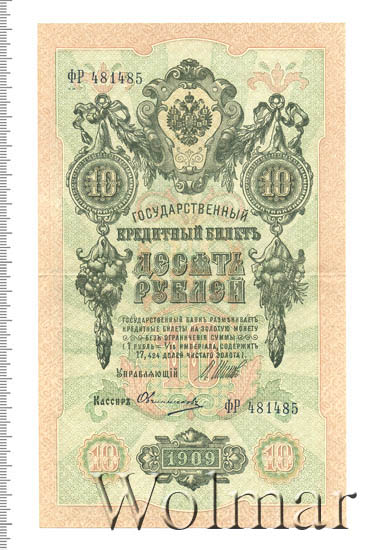 ФР 481485
10 10
ГОСУДАРСТВЕННЫЙ
КРЕДИТНЫЙ БИЛЕТЪ
ДЕСЯТЬ
РУБЛЕЙ
ГОСУДАРСТВЕННЫЙ БАНКЪ РАЗМѢНИВАЕТЪ
КРЕДИТНЫЕ БИЛЕТЫ НА ЗОЛОТУЮ МОНЕТУ
БЕЗЪ ОГРАНИЧЕНІЯ СУММЫ
(1 РУБЛЬ = 1/15 ИМПЕРІАЛА, СОДЕРЖИТЪ
17,424 ДОЛЕЙ ЧИСТАГО ЗОЛОТА).
10
УПРАВЛЯЮЩІЙ
КАССИРЪ
ФР 481485
10 1909 10
Wolmar